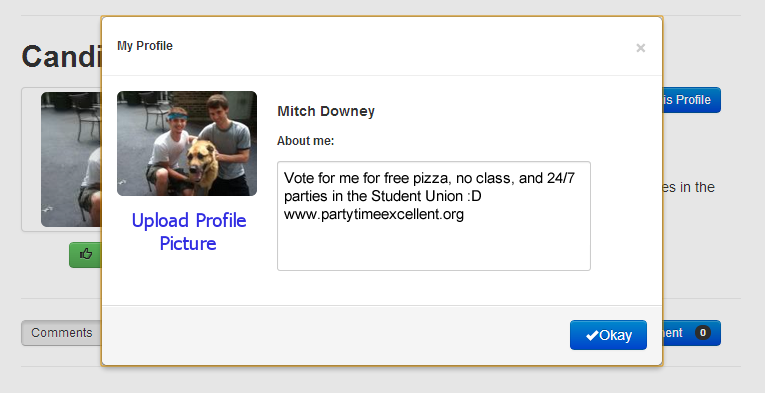 Candi
My Profile
×
is Profile
Mitch Downey
About me:
Vote for me for free pizza, no class, and 24/7
parties in the Student Union :D
www.partytimeexcellent.org
es in the
Upload Profile
Picture
Okay
Comments
nent 0